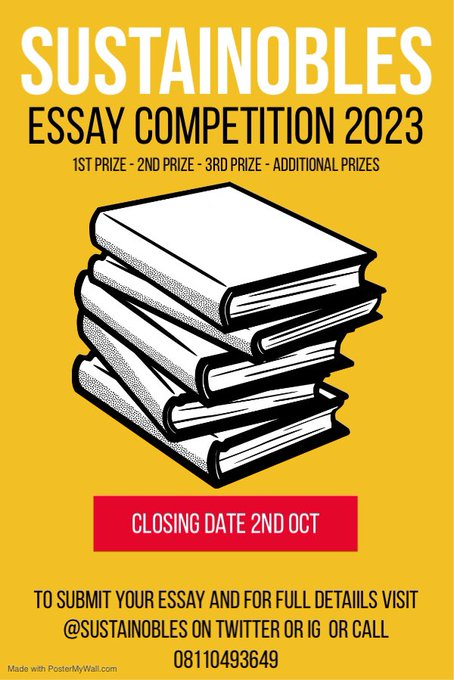 SUSTAINOBLES
ESSAY COMPETITION 2023
1ST PRIZE - 2ND PRIZE - 3RD PRIZE - ADDITIONAL PRIZES
CLOSING DATE 2ND OCT
TO SUBMIT YOUR ESSAY AND FOR FULL DETAIILS VISIT
@SUSTAINOBLES ON TWITTER OR IG OR CALL
08110493649
Made with PosterMyWall.com